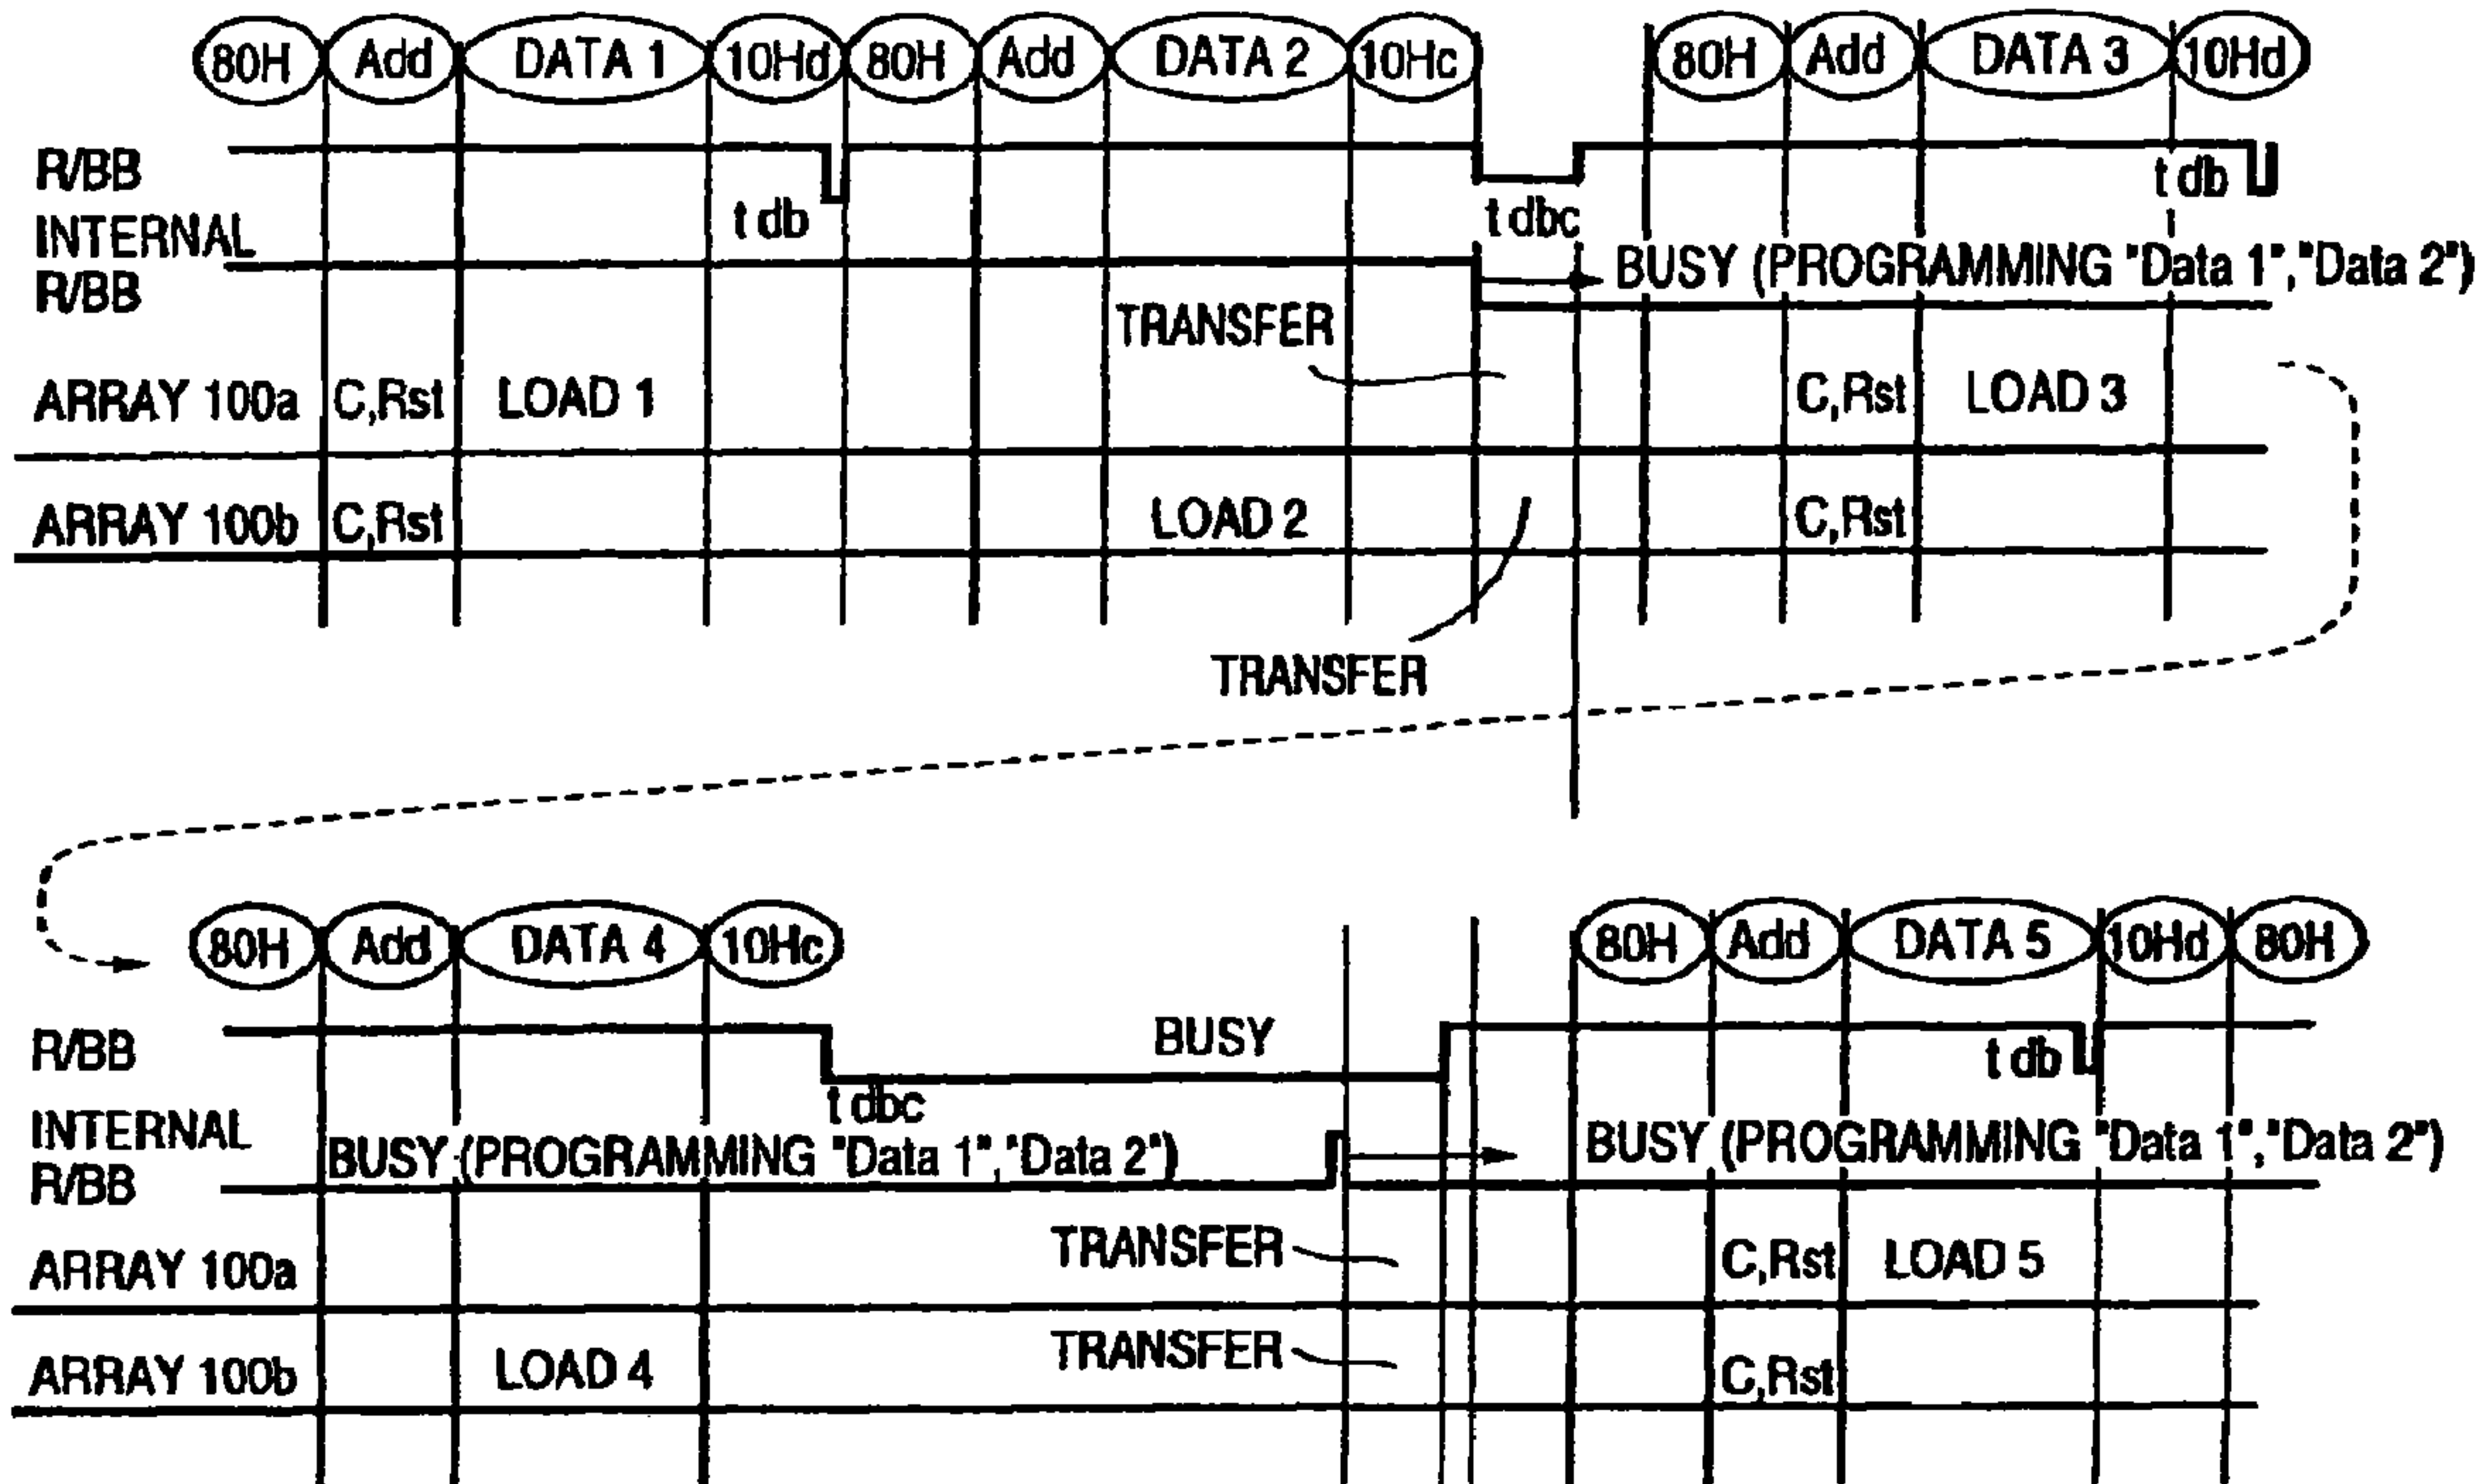 80H Add DATA 1 10Hd 80H Add DATA 2 10Hc 80H Add DATA 3 10Hd
R/BB
t db
t dbc
t db
INTERNAL
R/BB
BUSY (PROGRAMMING "Data 1","Data 2")
TRANSFER
ARRAY 100a C,Rst LOAD 1 C,Rst LOAD 3
ARRAY 100b C,Rst LOAD 2 C,Rst
TRANSFER
80H Add DATA 4 10Hc 80H Add DATA 5 10Hd 80H
R/BB
BUSY
t db
t dbc
INTERNAL
R/BB
BUSY (PROGRAMMING "Data 1","Data 2")
BUSY (PROGRAMMING "Data 1","Data 2")
ARRAY 100a TRANSFER C,Rst LOAD 5
ARRAY 100b LOAD 4 TRANSFER C,Rst